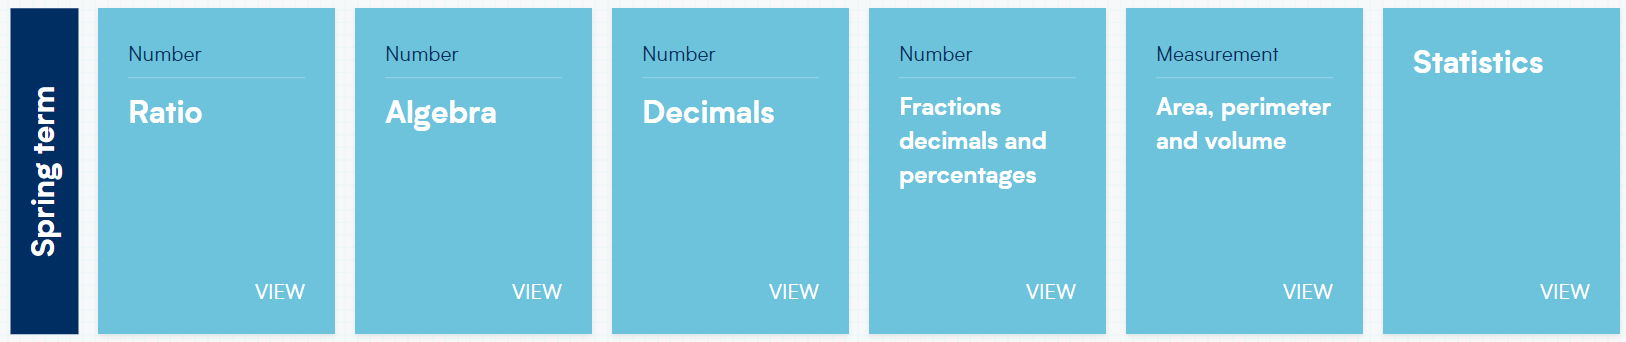 Spring term
Number
Ratio
VIEW
Number
Algebra
VIEW
Number
Decimals
VIEW
Number
Fractions
decimals and
percentages
VIEW
Measurement
Area, perimeter
and volume
VIEW
Statistics
VIEW